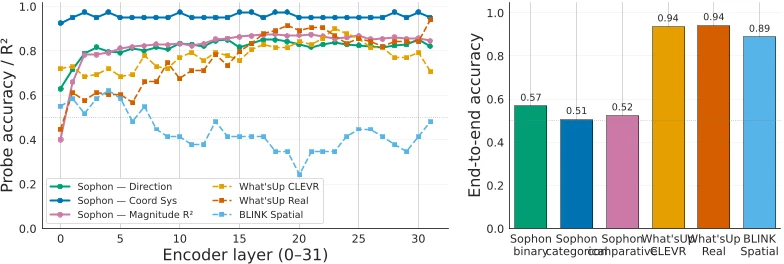 Probe accuracy / R²
1.0
0.8
0.6
0.4
0.2
0.0
Sophon — Direction
Sophon — Coord Sys
Sophon — Magnitude R²
What'sUp CLEVR
What'sUp Real
BLINK Spatial
0 5 10 15 20 25 30
Encoder layer (0–31)
End-to-end accuracy
1.0
0.8
0.6
0.4
0.2
0.0
0.57
0.51
0.52
0.94
0.94
0.89
Sophon
binary
Sophon
categorical
Sophon
comparative
What'sUp
CLEVR
What'sUp
Real
BLINK
Spatial